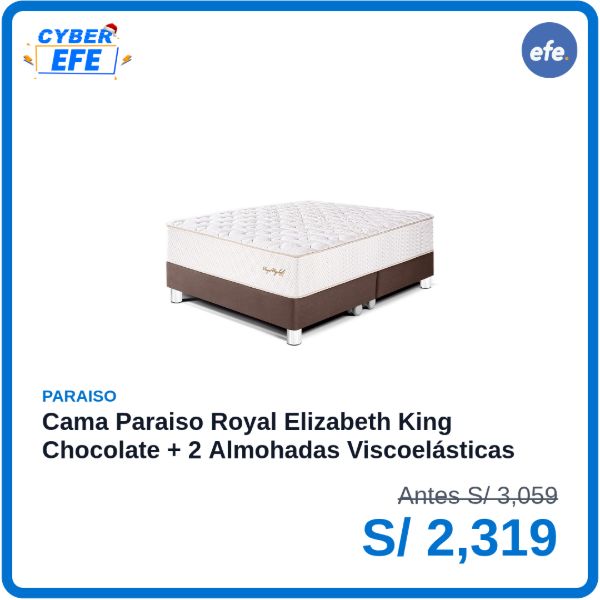 CYBER
EFE
efe.
PARAISO
Cama Paraiso Royal Elizabeth King
Chocolate + 2 Almohadas Viscoelásticas
Antes S/ 3,059
S/ 2,319